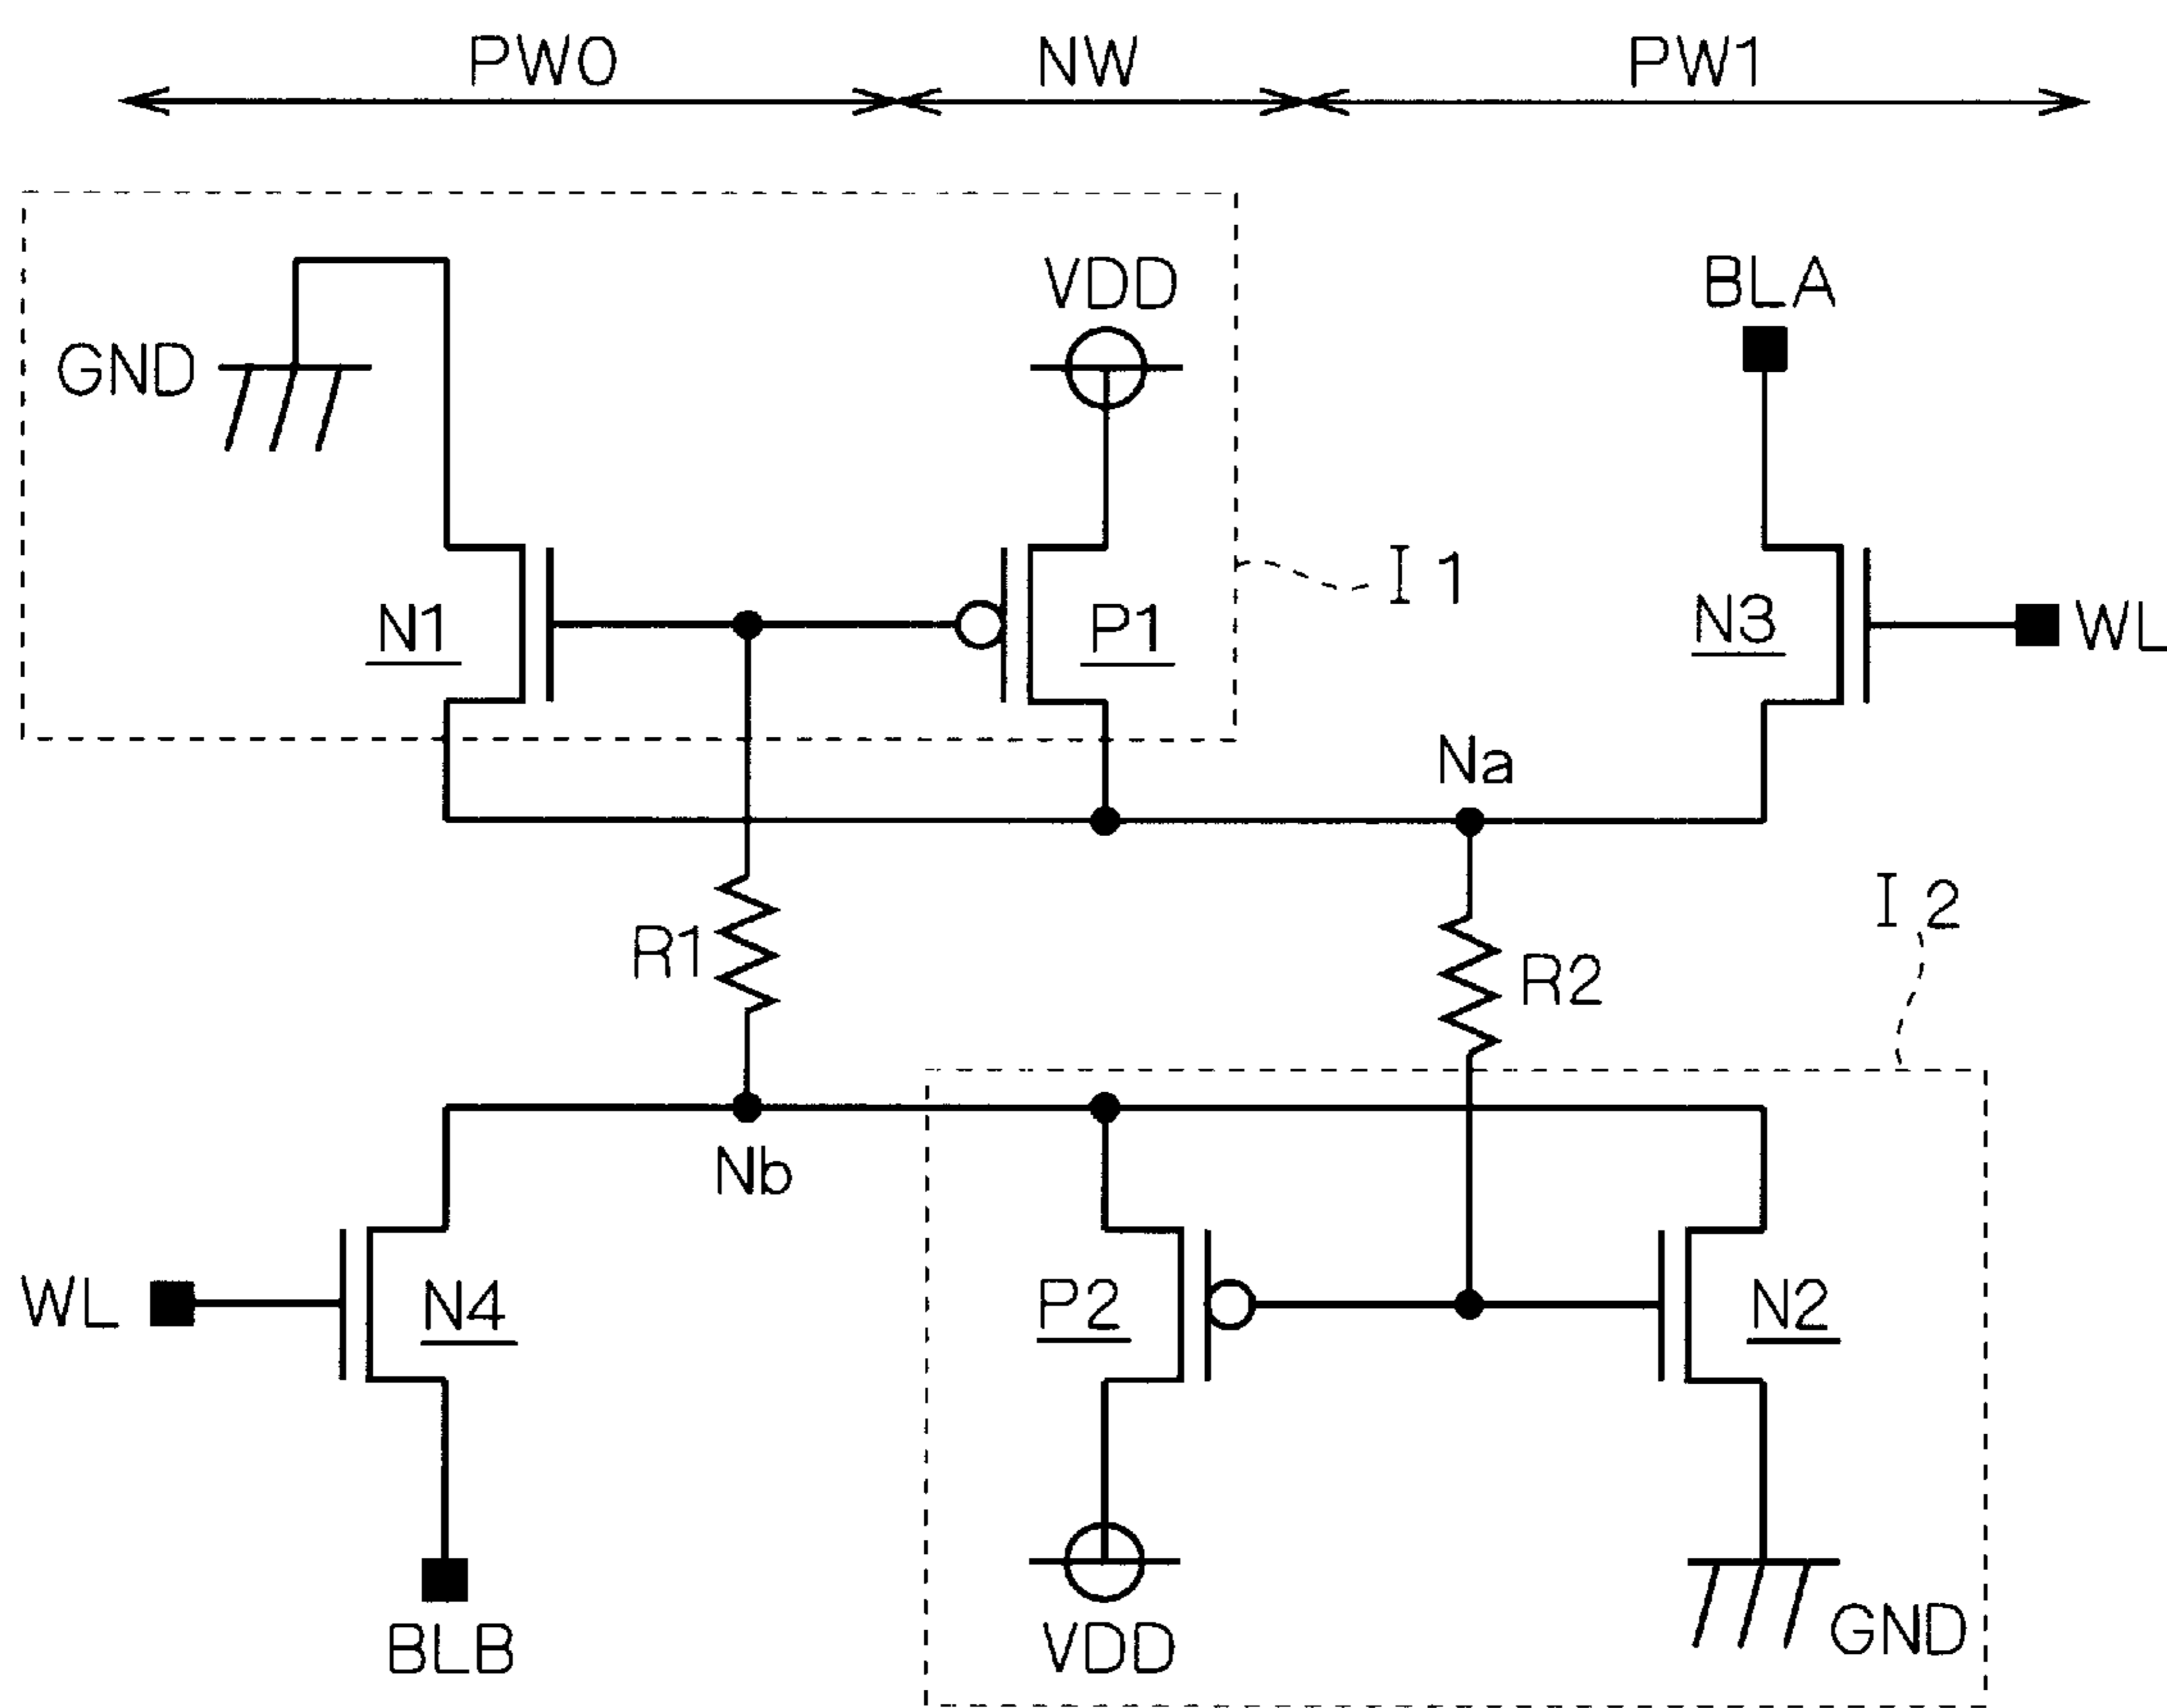 PW0 NW PW1
VDD BLA
GND
I1
N1 P1 N3 WL
Na
I2
R1 R2
Nb
WL N4 P2 N2
BLB VDD GND